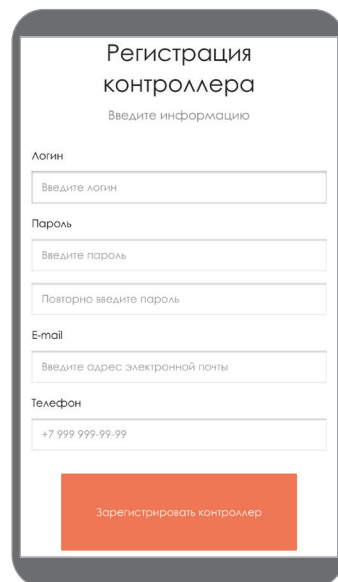 Регистрация
контроллера
Введите информацию
Логин
Введите логин
Пароль
Введите пароль
Повторно введите пароль
E-mail
Введите адрес электронной почты
Телефон
+7 999 999-99-99
Зарегистрировать контроллер